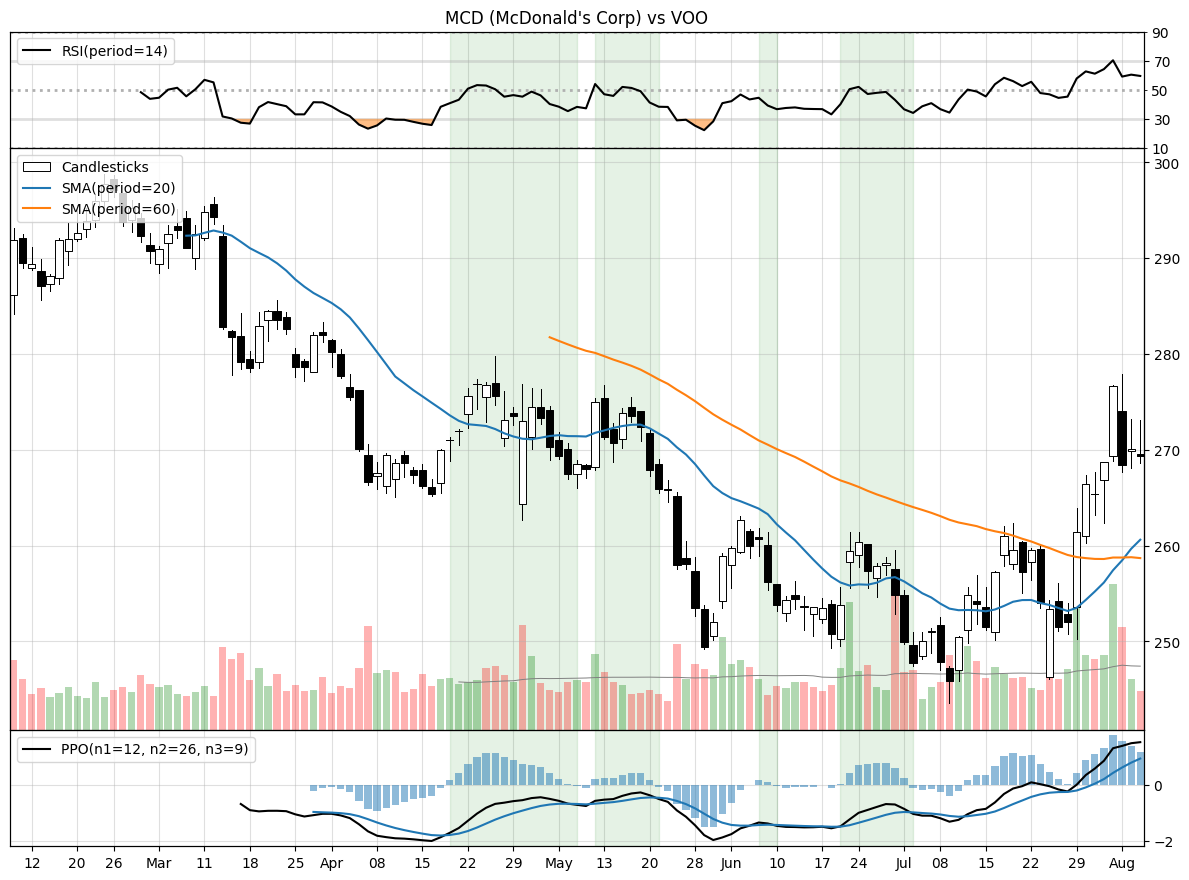 MCD (McDonald's Corp) vs VOO
RSI(period=14)
90
70
50
30
10
Candlesticks
SMA(period=20)
SMA(period=60)
300
290
280
270
260
250
PPO(n1=12, n2=26, n3=9)
0
−2
12 20 26 Mar 11 18 25 Apr 08 15 22 29 May 13 20 28 Jun 10 17 24 Jul 08 15 22 29 Aug